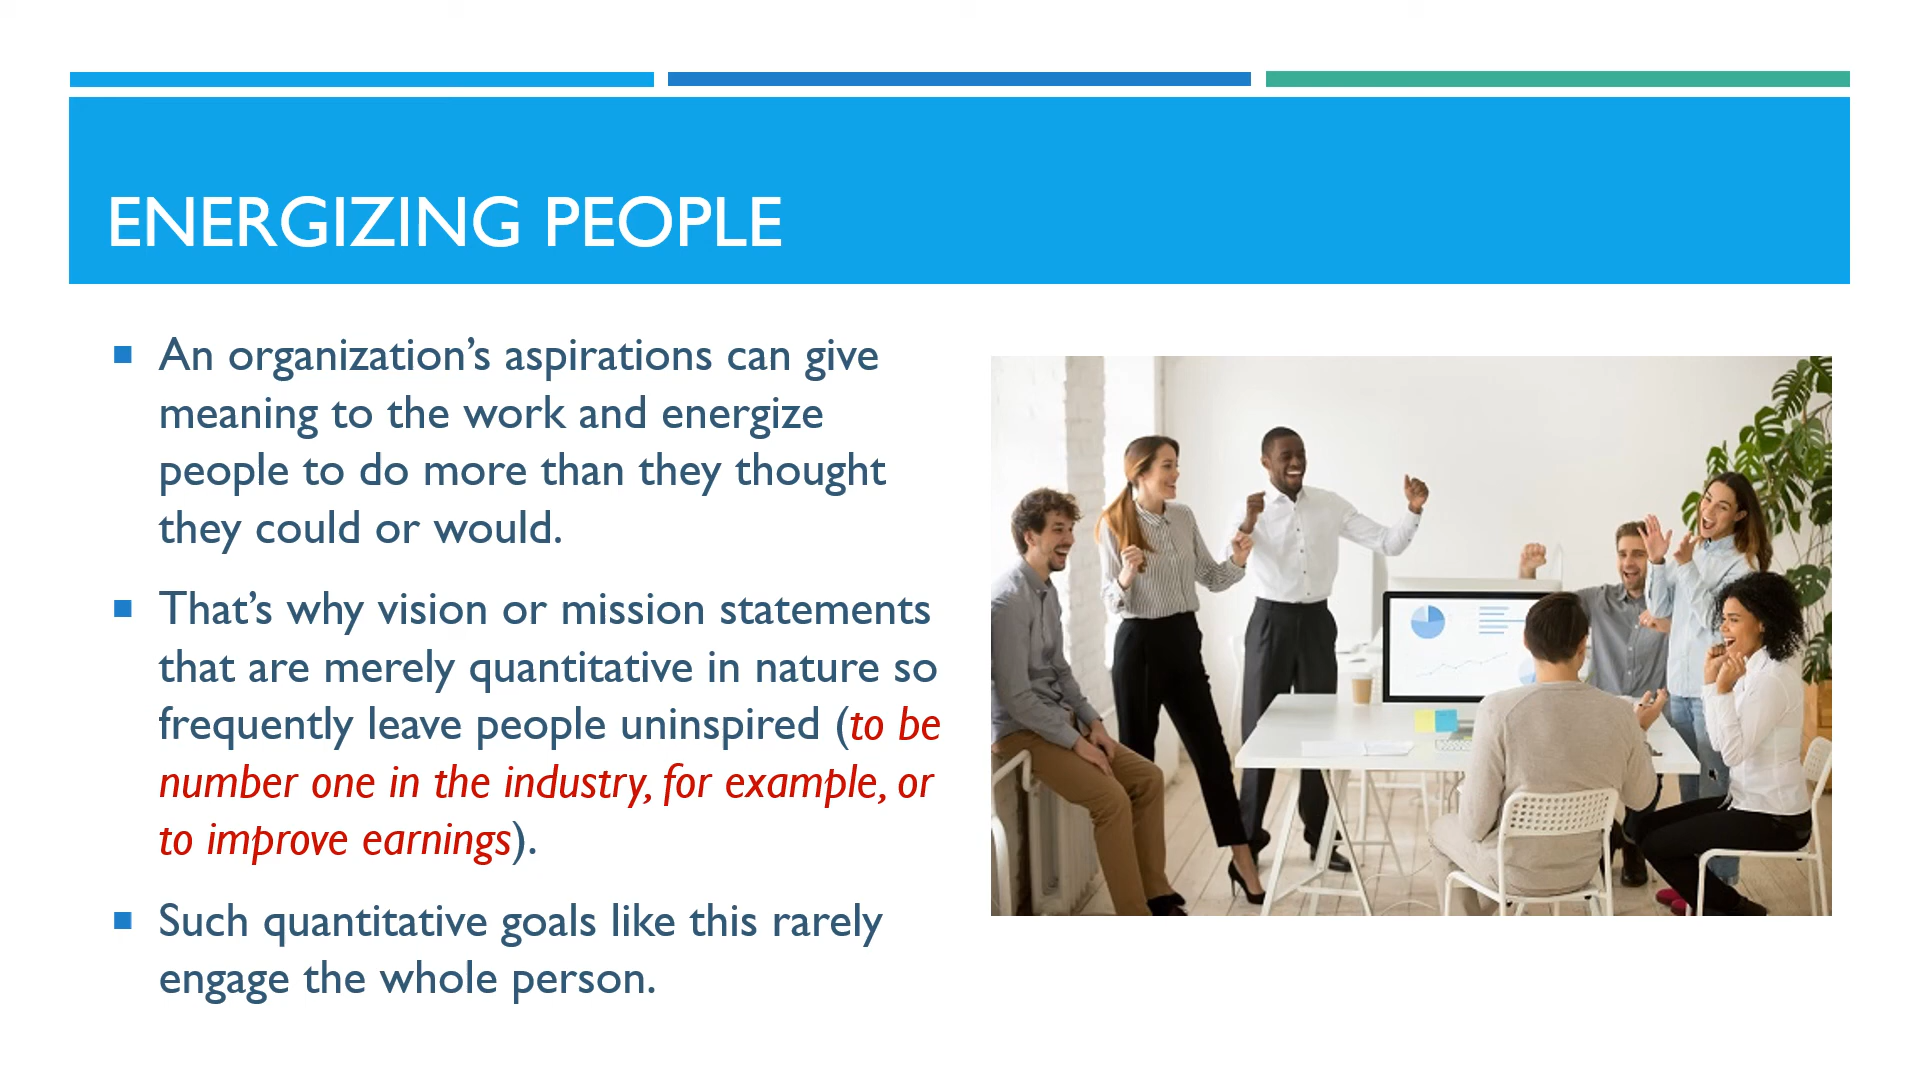 ENERGIZING PEOPLE
An organization’s aspirations can give
meaning to the work and energize
people to do more than they thought
they could or would.
That’s why vision or mission statements
that are merely quantitative in nature so
frequently leave people uninspired (to be
number one in the industry, for example, or
to improve earnings).
Such quantitative goals like this rarely
engage the whole person.